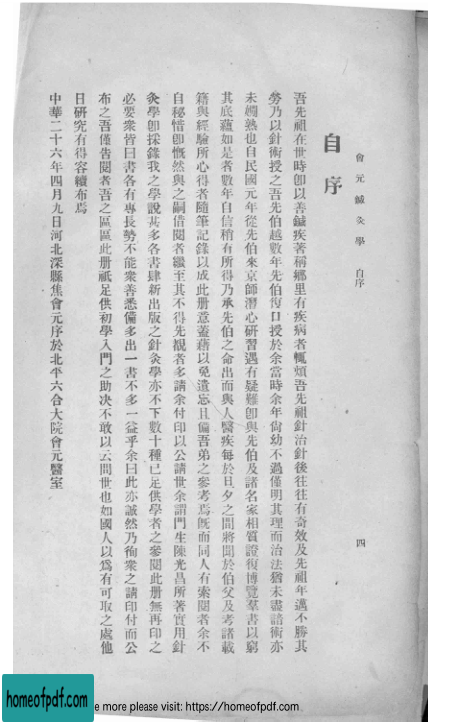 會元鍼灸學 自序
四
自序
吾先祖在世時卽以善鍼疾著稱鄉里有疾病者輒煩吾先祖針治針後往往有奇效及先祖年邁不勝其
勞乃以針術授之吾先伯越數年先伯復口授於余當時余年尙幼不過僅明其理而治法猶未盡諳術亦
未嫺熟也自民國元年從先伯來京師潛心研習遇有疑難卽與先伯及諸名家相質證復博覽羣書以窮
其底蘊如是者數年自信稍有所得乃承先伯之命出而與人醫疾每於旦夕之間將聞於伯父及考諸載
籍與經驗所心得者隨筆記錄以成此册意蓋藉以免遺忘且備吾弟之參考焉旣而同人有索閱者余不
自秘惜卽慨然與之嗣借閱者繼至其不得先覩者多請余付印以公請世余謂門生陳光昌所著實用針
灸學卽採錄我之學說甚多各書肆新出版之針灸學亦不下數十種已足供學者之參閱此册無再印之
必要衆皆曰書各有專長勢不能衆善悉備多出一書不多一益乎余曰此亦誠然乃徇衆之請印付而公
布之吾僅告閱者吾之區區此册祇足供初學入門之助决不敢以云問世也如國人以爲有可取之處他
日研究有得容續布焉
中華二十六年四月九日河北深縣焦會元序於北平六合大院會元醫室
homeofpdf.com
e more please visit: https://homeofpdf.com